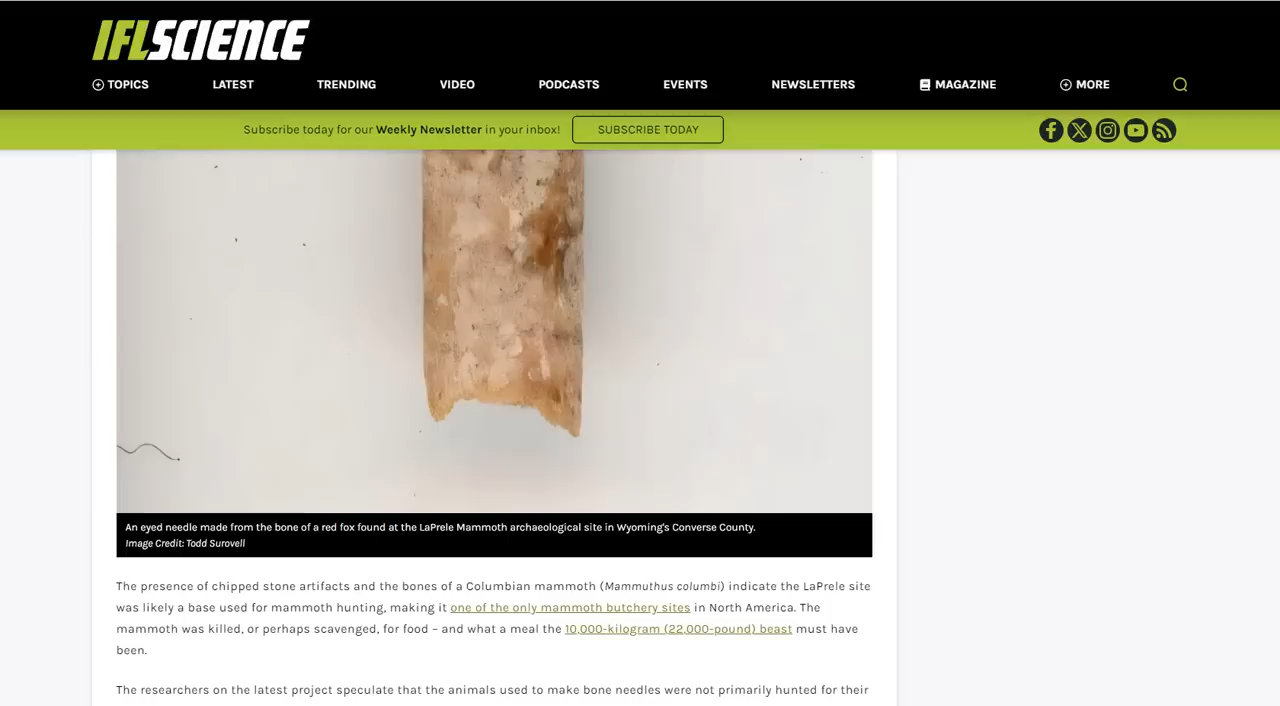 IFLSCIENCE
TOPICS
LATEST
TRENDING
VIDEO
PODCASTS
EVENTS
NEWSLETTERS
MAGAZINE
MORE
Subscribe today for our Weekly Newsletter in your inbox!
SUBSCRIBE TODAY
An eyed needle made from the bone of a red fox found at the LaPrele Mammoth archaeological site in Wyoming's Converse County.
Image Credit: Todd Surovell
The presence of chipped stone artifacts and the bones of a Columbian mammoth (Mammuthus columbi) indicate the LaPrele site
was likely a base used for mammoth hunting, making it one of the only mammoth butchery sites in North America. The
mammoth was killed, or perhaps scavenged, for food – and what a meal the 10,000-kilogram (22,000-pound) beast must have
been.
The researchers on the latest project speculate that the animals used to make bone needles were not primarily hunted for their